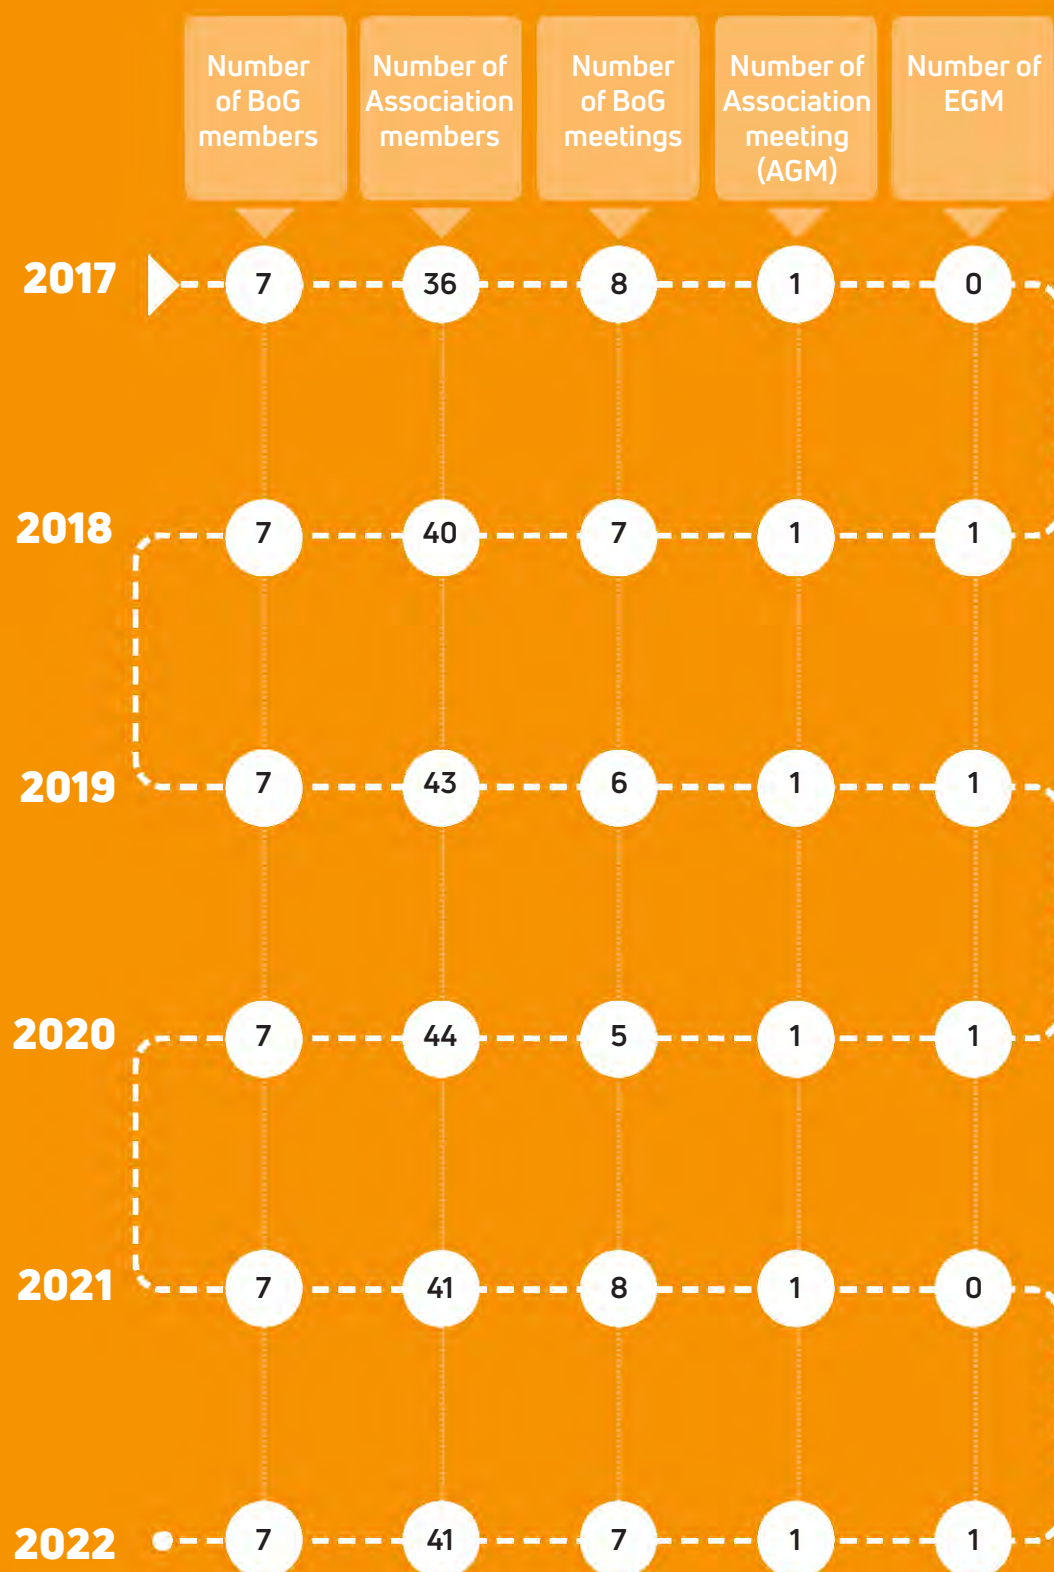 Number
of BoG
members
Number of
Association
members
Number
of BoG
meetings
Number of
Association
meeting
(AGM)
Number of
EGM
2017 7 36 8 1 0
2018 7 40 7 1 1
2019 7 43 6 1 1
2020 7 44 5 1 1
2021 7 41 8 1 0
2022 7 41 7 1 1